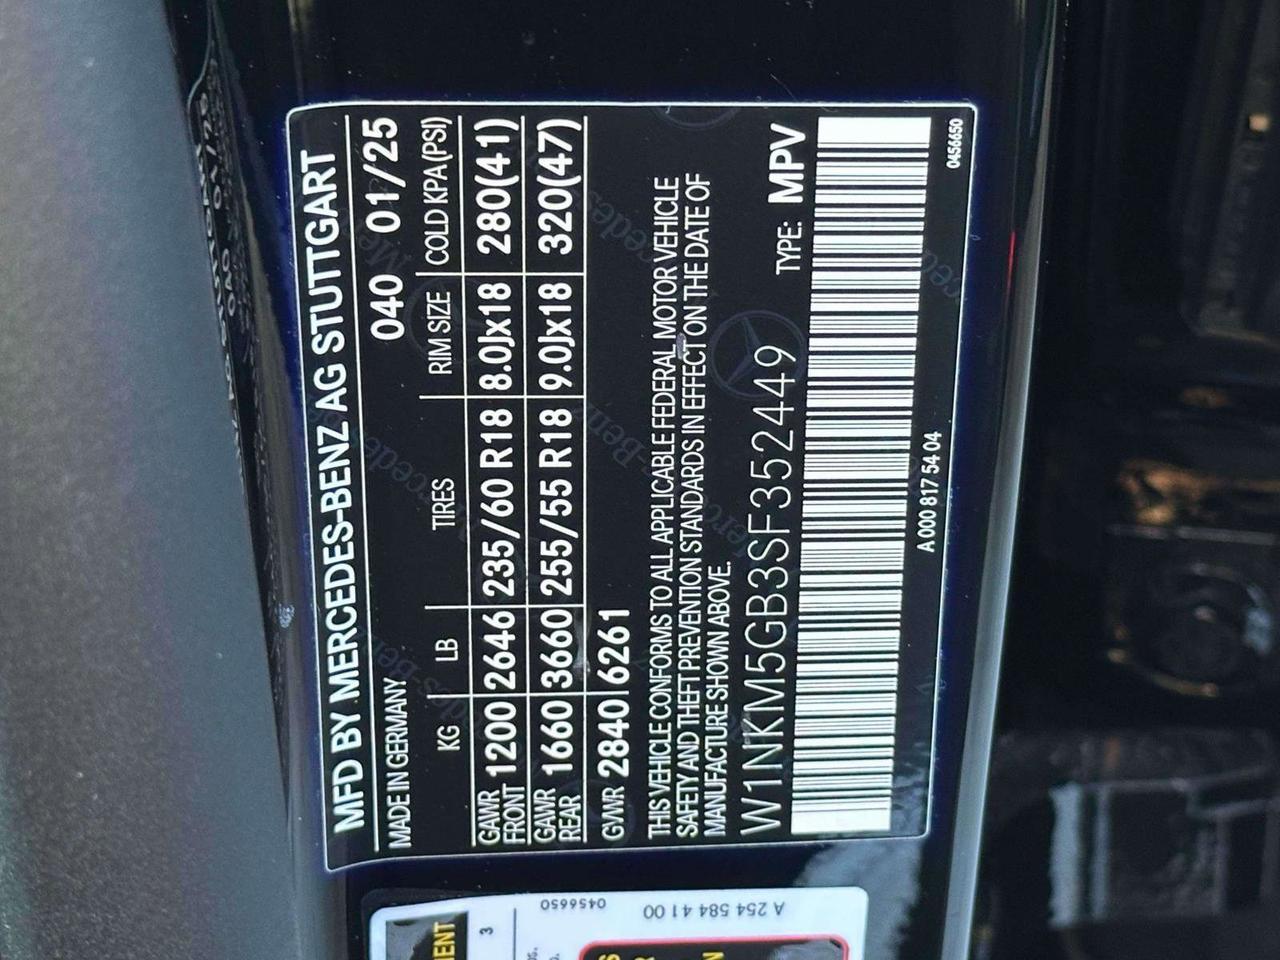 MFD BY MERCEDES-BENZ AG STUTTGART
MADE IN GERMANY 040 01/25
KG LB TIRES RIM SIZE COLD KPA(PSI)
GAWR FRONT 1200 2646 235/60 R18 8.0Jx18 280(41)
GAWR REAR 1660 3660 255/55 R18 9.0Jx18 320(47)
GVWR 2840 6261
THIS VEHICLE CONFORMS TO ALL APPLICABLE FEDERAL MOTOR VEHICLE
SAFETY AND THEFT PREVENTION STANDARDS IN EFFECT ON THE DATE OF
MANUFACTURE SHOWN ABOVE.
W1NKM5GB3SF352449 TYPE: MPV
A 000 817 54 04
0456650
0456650
A 254 584 41 00
3